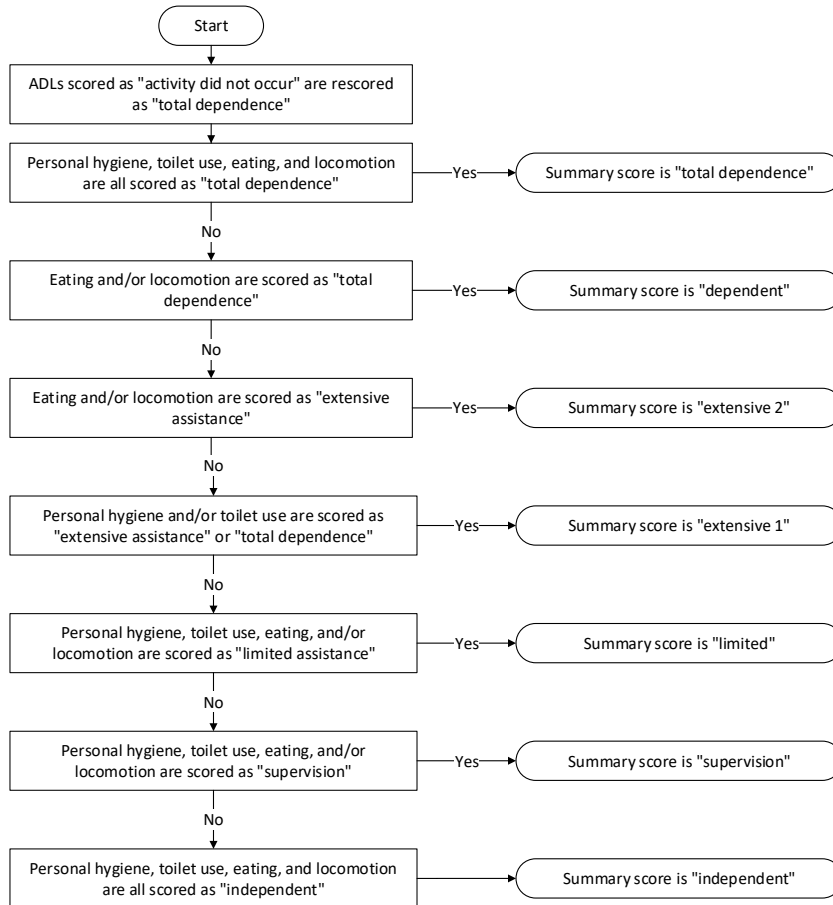 Start
ADLs scored as "activity did not occur" are rescored
as "total dependence"
Personal hygiene, toilet use, eating, and locomotion
are all scored as "total dependence"
Yes
Summary score is "total dependence"
No
Eating and/or locomotion are scored as "total
dependence"
Yes
Summary score is "dependent"
No
Eating and/or locomotion are scored as "extensive
assistance"
Yes
Summary score is "extensive 2"
No
Personal hygiene and/or toilet use are scored as
"extensive assistance" or "total dependence"
Yes
Summary score is "extensive 1"
No
Personal hygiene, toilet use, eating, and/or
locomotion are scored as "limited assistance"
Yes
Summary score is "limited"
No
Personal hygiene, toilet use, eating, and/or
locomotion are scored as "supervision"
Yes
Summary score is "supervision"
No
Personal hygiene, toilet use, eating, and locomotion
are all scored as "independent"
Summary score is "independent"